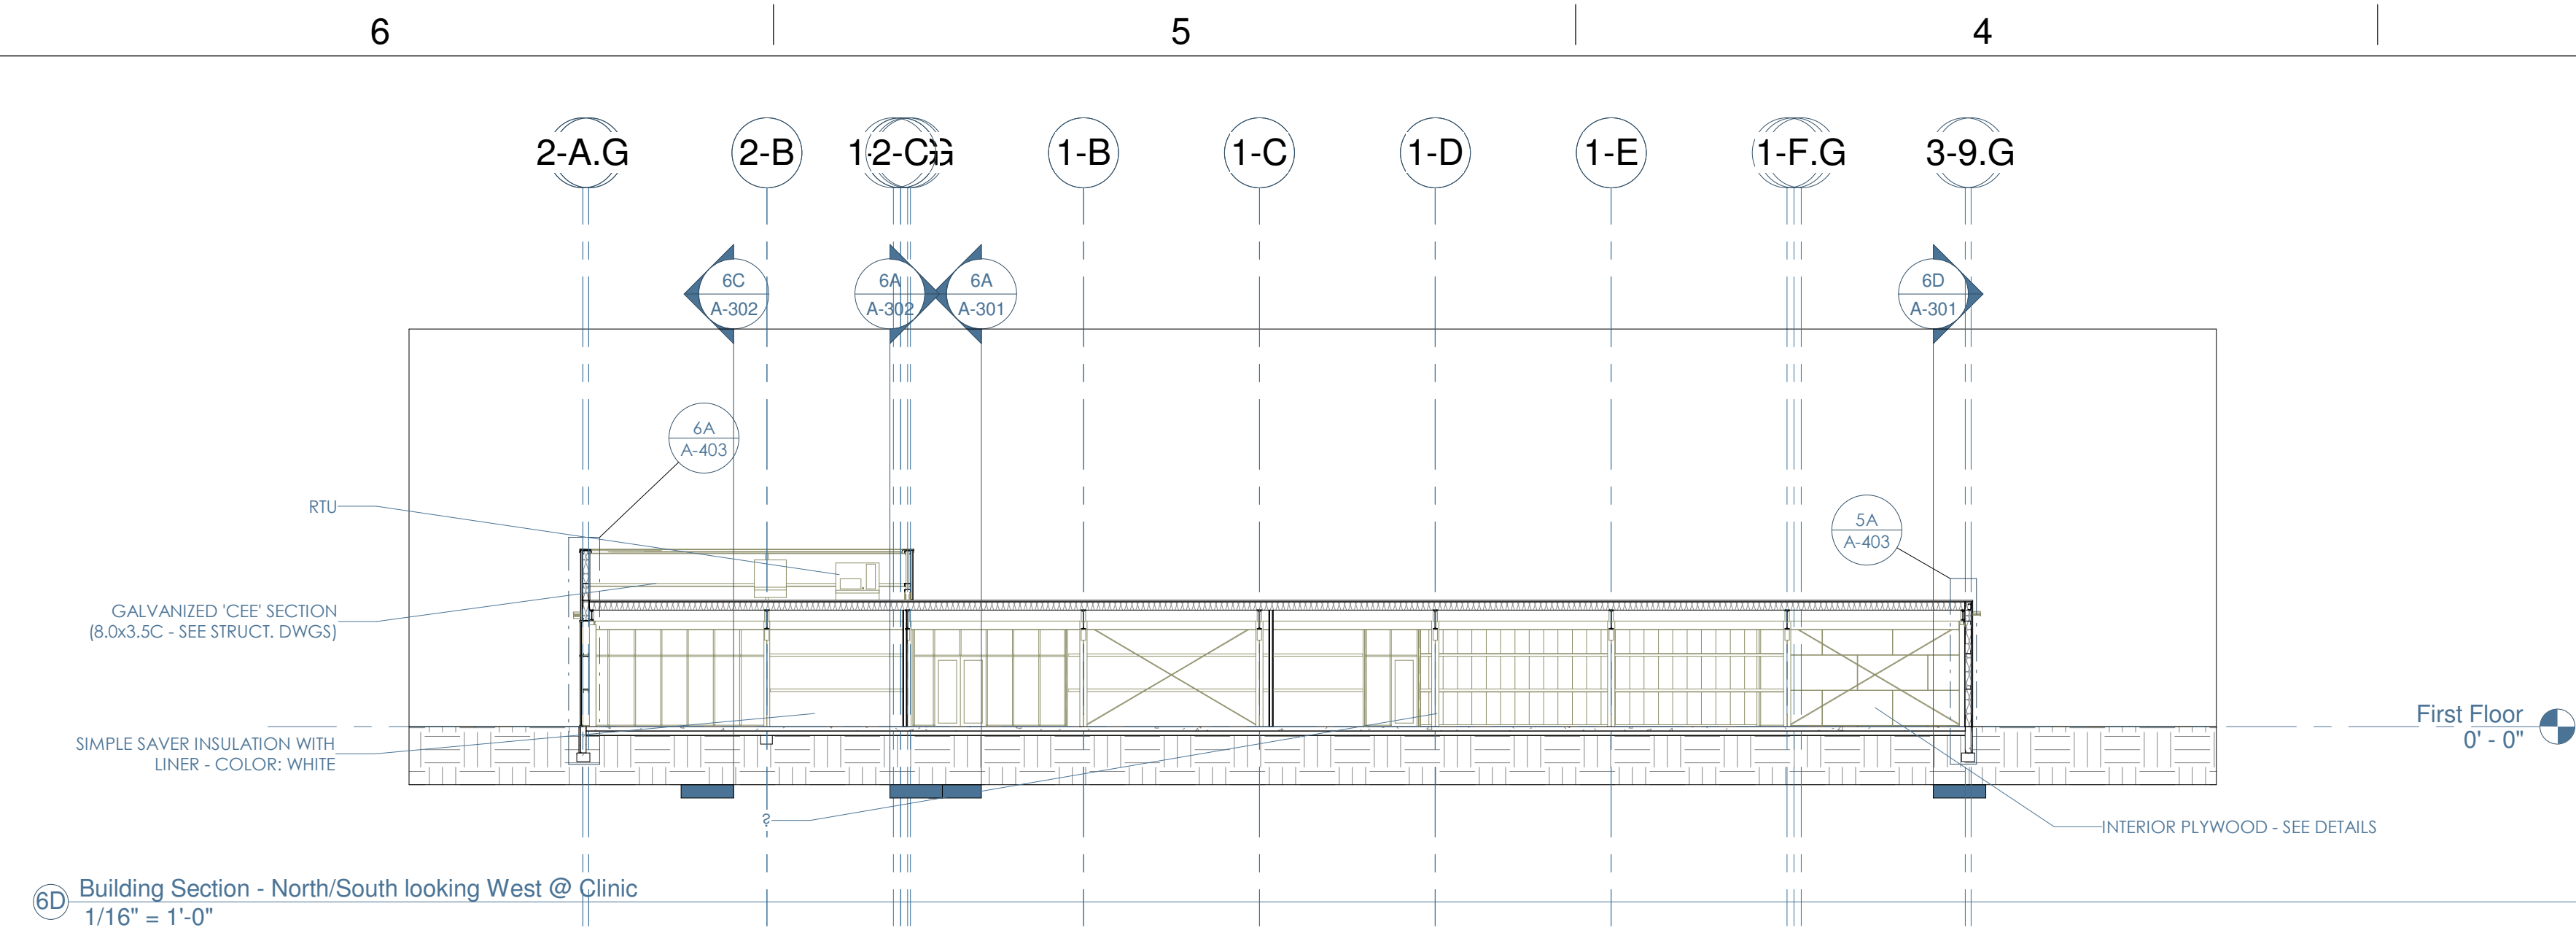 6 5 4
2-A.G 2-B 2-C 1-B 1-C 1-D 1-E 1-F.G 3-9.G
6C 6A 6A 6D
A-302 A-302 A-301 A-301
6A
A-403
RTU
5A
A-403
GALVANIZED 'CEE' SECTION
(8.0x3.5C - SEE STRUCT. DWGS)
First Floor
0' - 0"
SIMPLE SAVER INSULATION WITH
LINER - COLOR: WHITE
?
INTERIOR PLYWOOD - SEE DETAILS
6D Building Section - North/South looking West @ Clinic
1/16" = 1'-0"